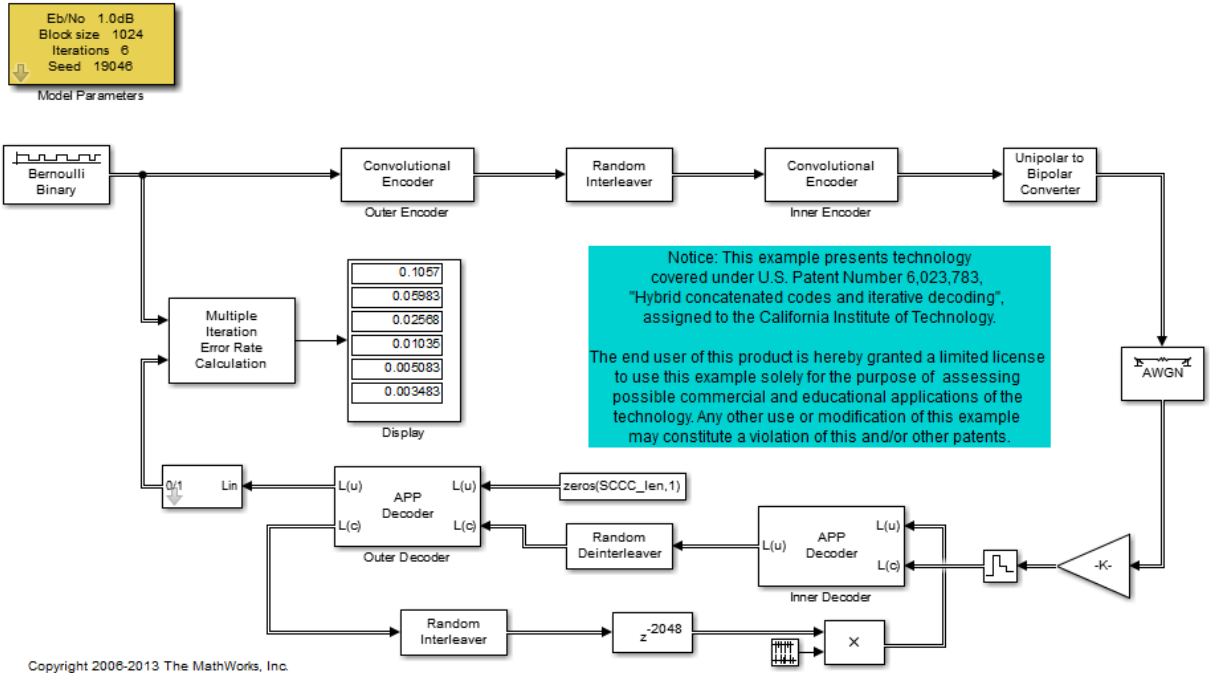 Eb/No 1.0dB
Block size 1024
Iterations 6
Seed 19046
Model Parameters
Bernoulli
Binary
Convolutional
Encoder
Outer Encoder
Random
Interleaver
Convolutional
Encoder
Inner Encoder
Unipolar to
Bipolar
Converter
Multiple
Iteration
Error Rate
Calculation
0.1057
0.05983
0.02568
0.01035
0.005083
0.003483
Display
Notice: This example presents technology
covered under U.S. Patent Number 6,023,783,
"Hybrid concatenated codes and iterative decoding",
assigned to the California Institute of Technology.
The end user of this product is hereby granted a limited license
to use this example solely for the purpose of assessing
possible commercial and educational applications of the
technology. Any other use or modification of this example
may constitute a violation of this and/or other patents.
AWGN
0/1 Lin
L(u) L(u)
APP
Decoder
L(c) L(c)
Outer Decoder
zeros(SCCC_len,1)
Random
Deinterleaver
L(u)
APP
Decoder
L(u)
L(c)
Inner Decoder
-K-
Random
Interleaver
z-2048
×
Copyright 2006-2013 The MathWorks, Inc.